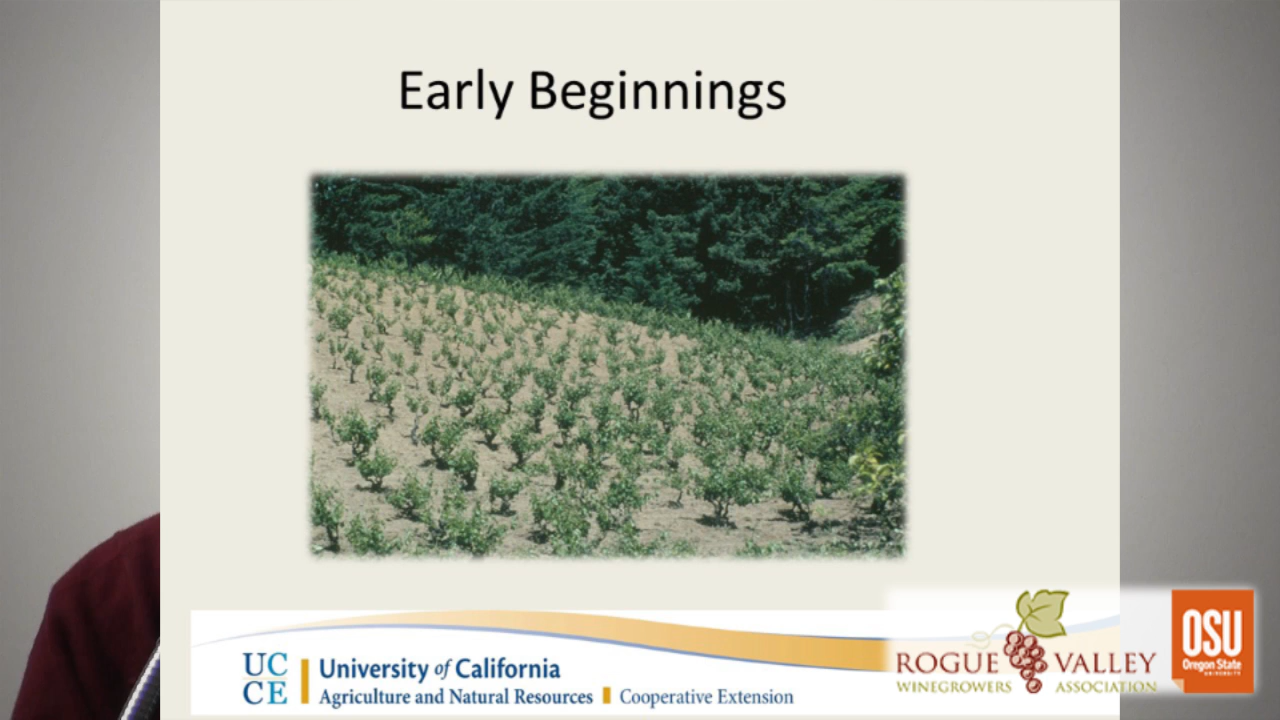 Early Beginnings
UC
CE
University of California
Agriculture and Natural Resources
Cooperative Extension
ROGUE VALLEY
WINEGROWERS ASSOCIATION
OSU
Oregon State
UNIVERSITY